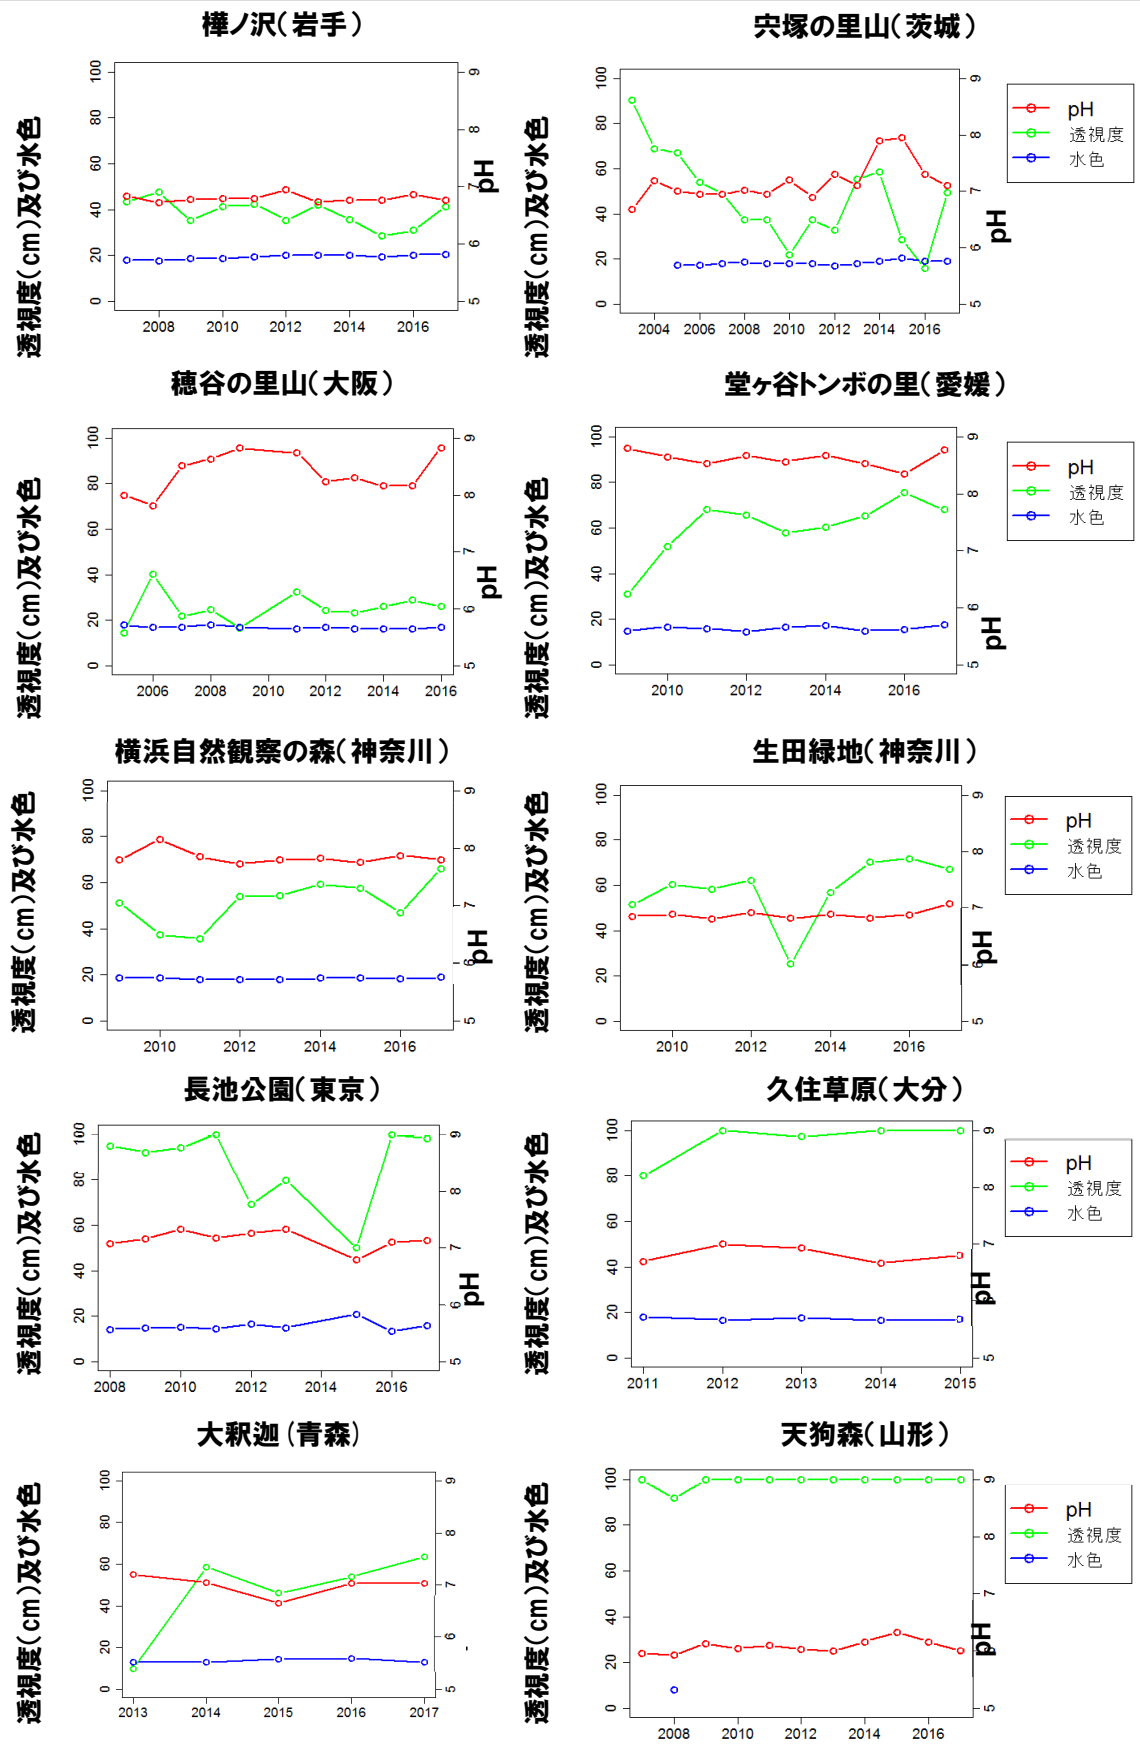 樺ノ沢（岩手）
透視度(cm)及び水色
0 20 40 60 80 100
5 6 7 8 9
pH
2008 2010 2012 2014 2016
宍塚の里山（茨城）
透視度(cm)及び水色
0 20 40 60 80 100
5 6 7 8 9
pH
2004 2006 2008 2010 2012 2014 2016
pH
透視度
水色
穂谷の里山（大阪）
透視度(cm)及び水色
0 20 40 60 80 100
5 6 7 8 9
pH
2006 2008 2010 2012 2014 2016
堂ヶ谷トンボの里（愛媛）
透視度(cm)及び水色
0 20 40 60 80 100
5 6 7 8 9
pH
2010 2012 2014 2016
pH
透視度
水色
横浜自然観察の森（神奈川）
透視度(cm)及び水色
0 20 40 60 80 100
5 6 7 8 9
pH
2010 2012 2014 2016
生田緑地（神奈川）
透視度(cm)及び水色
0 20 40 60 80 100
5 6 7 8 9
pH
2010 2012 2014 2016
pH
透視度
水色
長池公園（東京）
透視度(cm)及び水色
0 20 40 60 80 100
5 6 7 8 9
pH
2008 2010 2012 2014 2016
久住草原（大分）
透視度(cm)及び水色
0 20 40 60 80 100
5 6 7 8 9
pH
2011 2012 2013 2014 2015
pH
透視度
水色
大釈迦（青森）
透視度(cm)及び水色
0 20 40 60 80 100
5 6 7 8 9
2013 2014 2015 2016 2017
天狗森（山形）
透視度(cm)及び水色
0 20 40 60 80 100
5 6 7 8 9
pH
2008 2010 2012 2014 2016
pH
透視度
水色